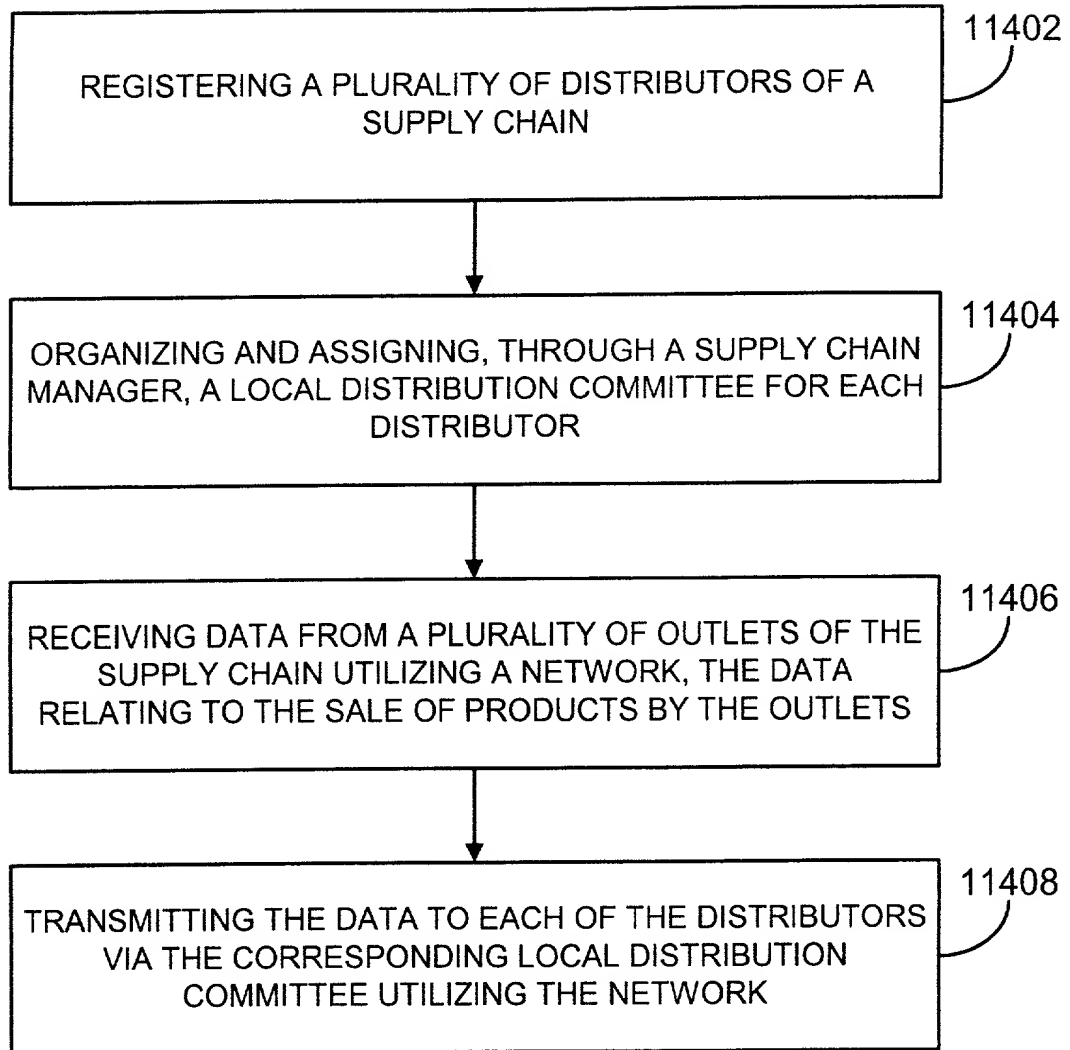 11402
REGISTERING A PLURALITY OF DISTRIBUTORS OF A
SUPPLY CHAIN
11404
ORGANIZING AND ASSIGNING, THROUGH A SUPPLY CHAIN
MANAGER, A LOCAL DISTRIBUTION COMMITTEE FOR EACH
DISTRIBUTOR
11406
RECEIVING DATA FROM A PLURALITY OF OUTLETS OF THE
SUPPLY CHAIN UTILIZING A NETWORK, THE DATA
RELATING TO THE SALE OF PRODUCTS BY THE OUTLETS
11408
TRANSMITTING THE DATA TO EACH OF THE DISTRIBUTORS
VIA THE CORRESPONDING LOCAL DISTRIBUTION
COMMITTEE UTILIZING THE NETWORK